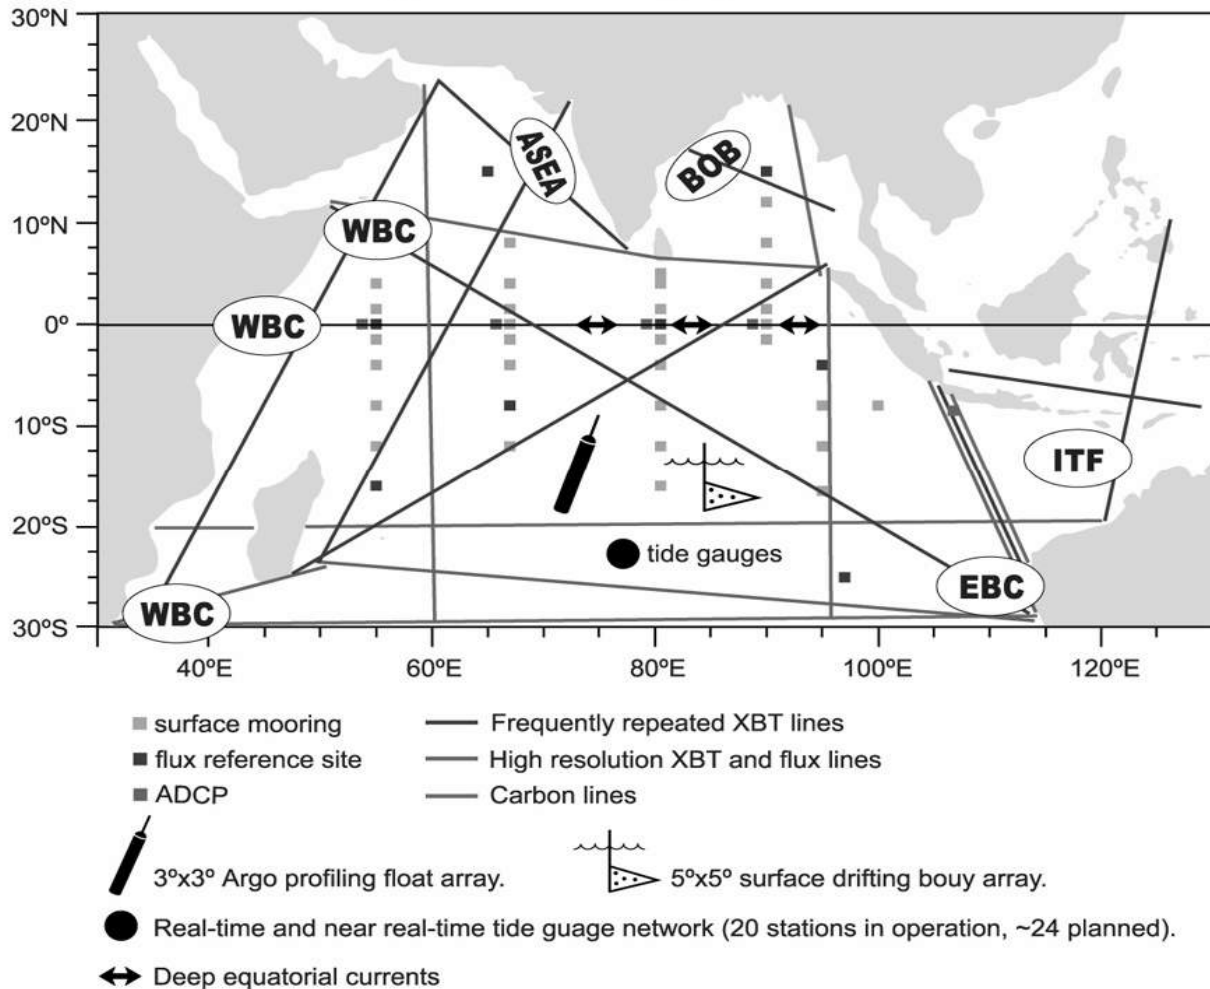 30ºN
20ºN
10ºN
0º
10ºS
20ºS
30ºS
ASEA
BOB
WBC
WBC
ITF
tide gauges
EBC
WBC
40ºE
60ºE
80ºE
100ºE
120ºE
surface mooring
Frequently repeated XBT lines
flux reference site
High resolution XBT and flux lines
ADCP
Carbon lines
3ºx3º Argo profiling float array.
5ºx5º surface drifting bouy array.
Real-time and near real-time tide guage network (20 stations in operation, ~24 planned).
Deep equatorial currents